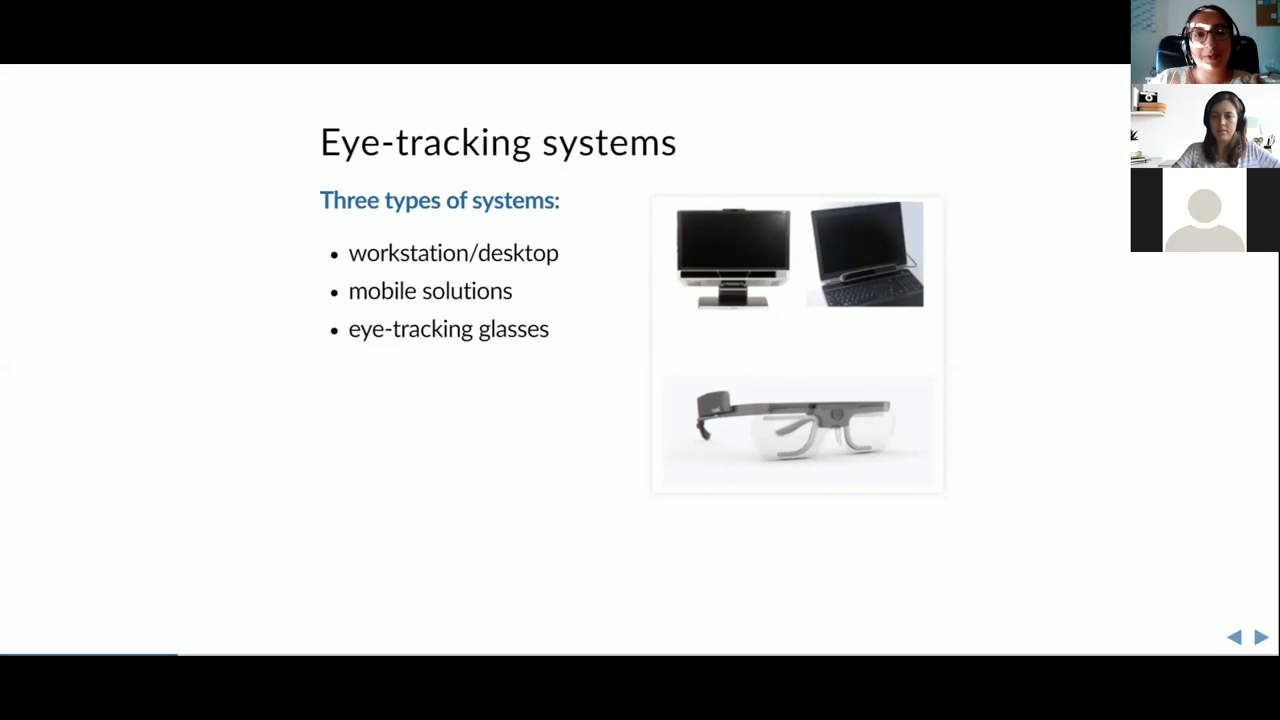 Eye-tracking systems
Three types of systems:
• workstation/desktop
• mobile solutions
• eye-tracking glasses